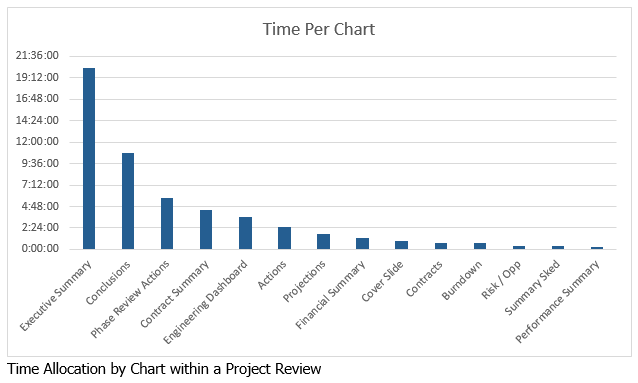 Time Per Chart
21:36:00
19:12:00
16:48:00
14:24:00
12:00:00
9:36:00
7:12:00
4:48:00
2:24:00
0:00:00
Executive Summary
Conclusions
Phase Review Actions
Contract Summary
Engineering Dashboard
Actions
Projections
Financial Summary
Cover Slide
Contracts
Burndown
Risk / Opp
Summary Sked
Performance Summary
Time Allocation by Chart within a Project Review